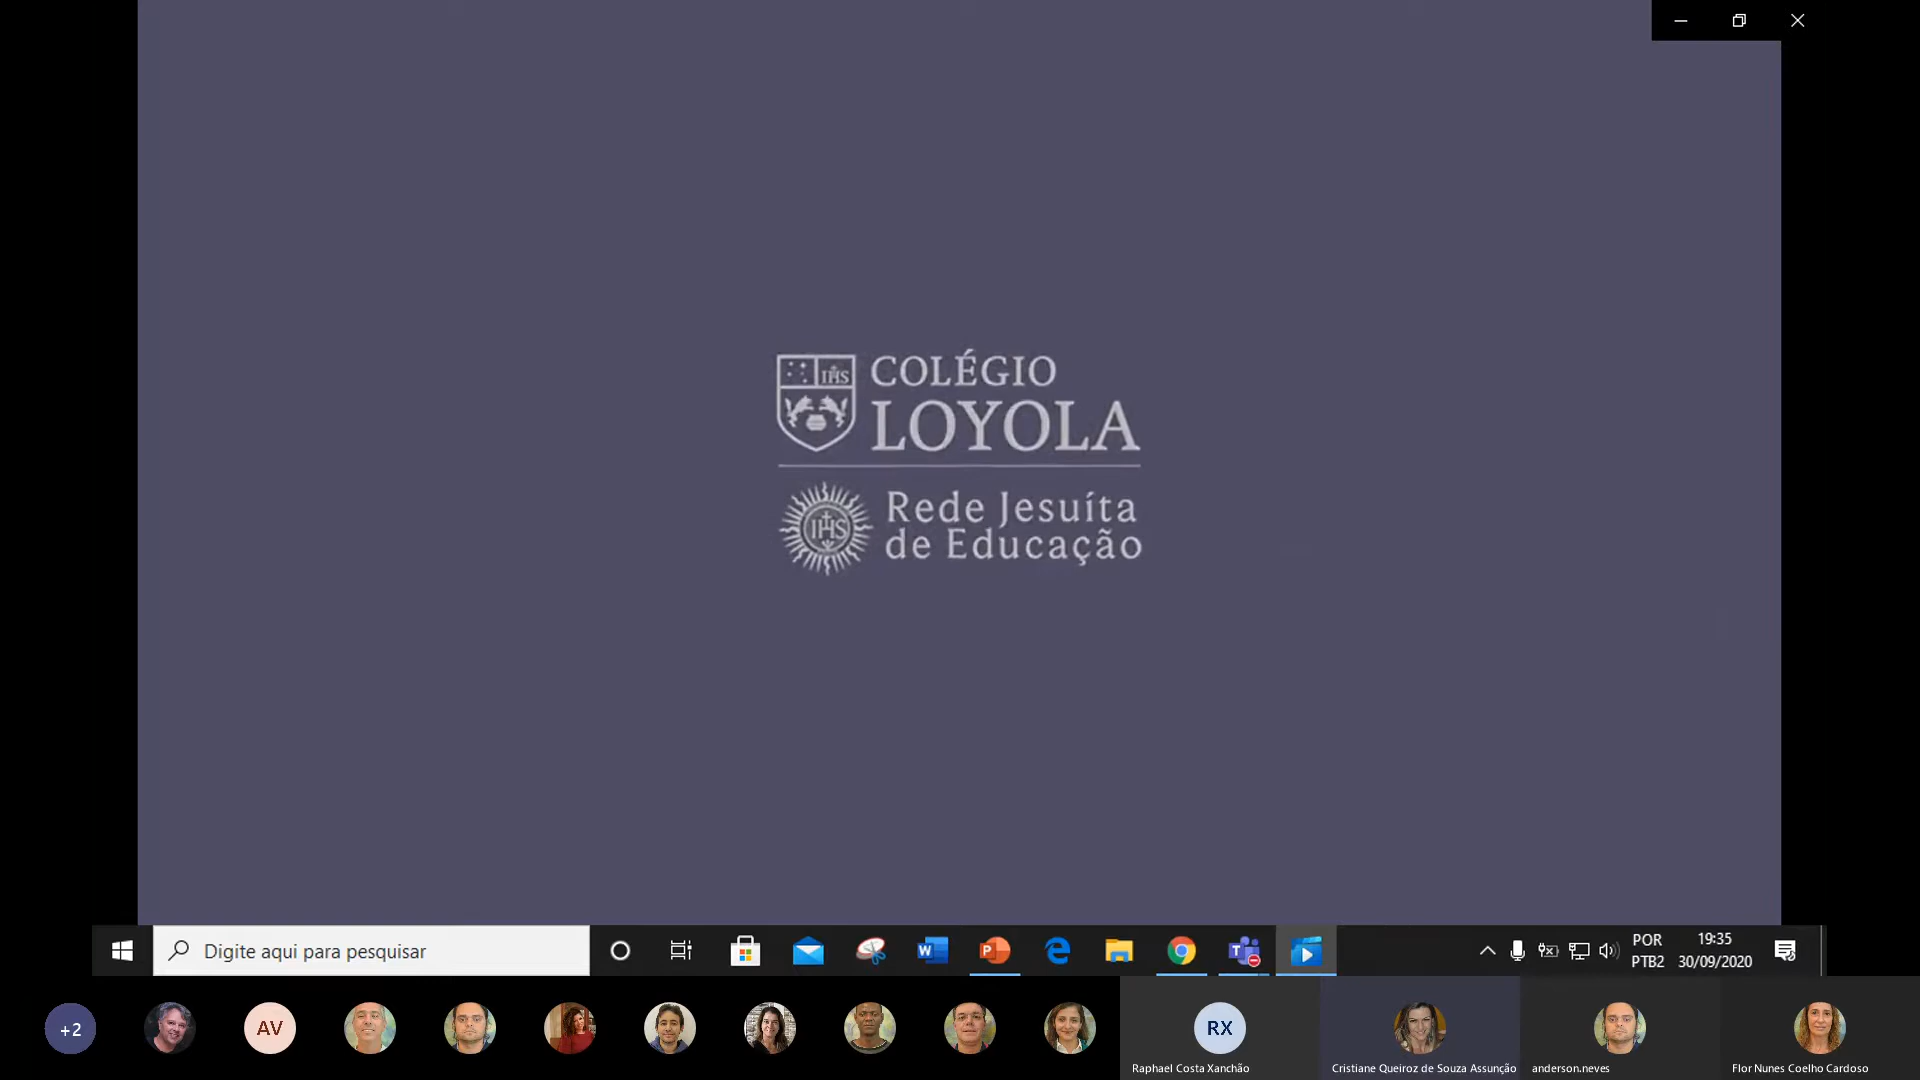 IHS
COLÉGIO
LOYOLA
IHS
Rede Jesuíta
de Educação
Digite aqui para pesquisar
POR
PTB2
19:35
30/09/2020
+2
AV
RX
Raphael Costa Xanchão
Cristiane Queiroz de Souza Assunção
anderson.neves
Flor Nunes Coelho Cardoso